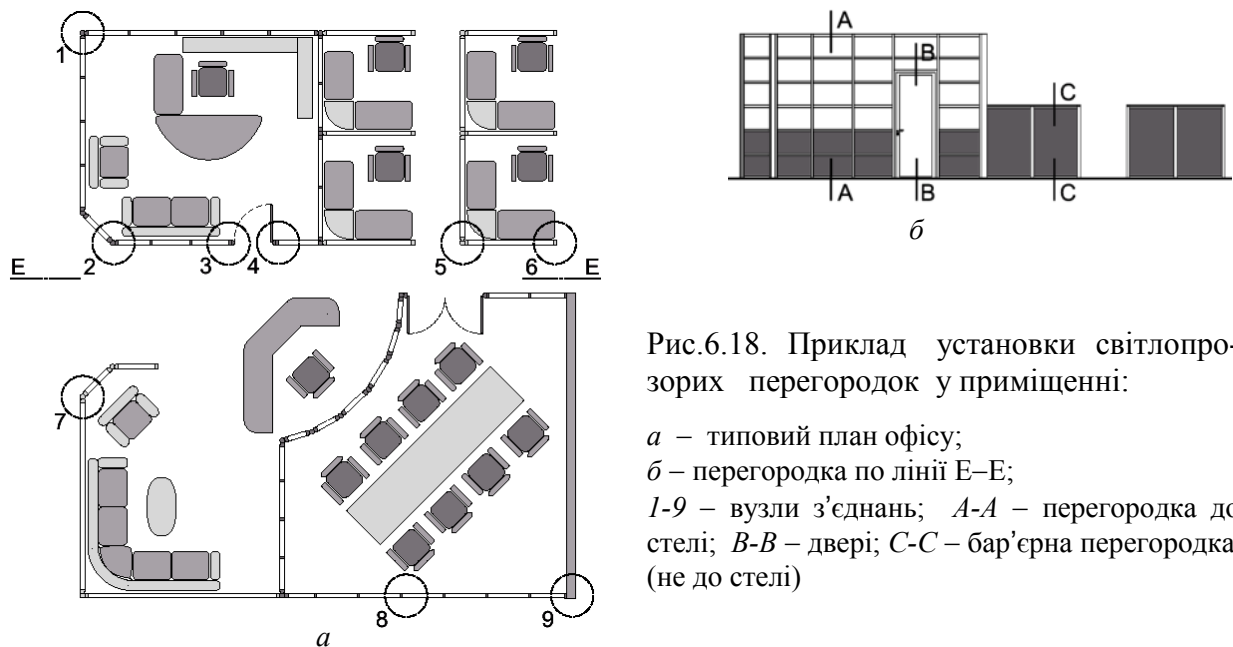 1
2
3
4
5
6
E
E
7
8
9
а
A
B
C
A
B
C
б
Рис.6.18. Приклад установки світлопро-
зорих перегородок у приміщенні:
а – типовий план офісу;
б – перегородка по лінії Е–Е;
1-9 – вузли з’єднань; А-А – перегородка до
стелі; В-В – двері; С-С – бар’єрна перегородка
(не до стелі)